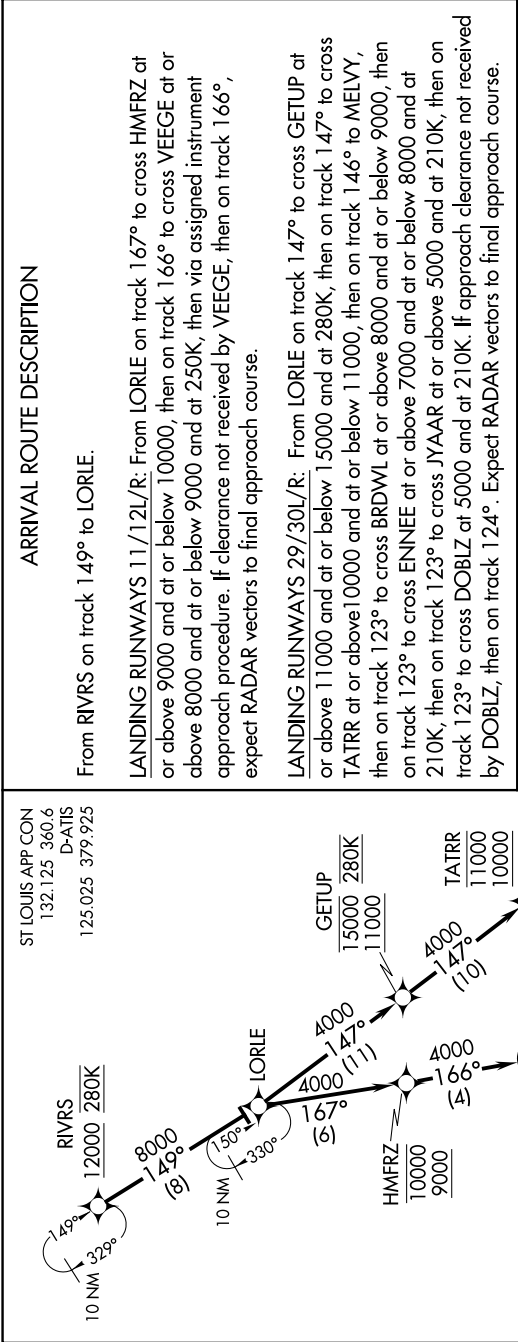 ARRIVAL ROUTE DESCRIPTION
From RIVRS on track 149° to LORLE.
LANDING RUNWAYS 11/12L/R: From LORLE on track 167° to cross HMFRZ at
or above 9000 and at or below 10000, then on track 166° to cross VEEGE at or
above 8000 and at or below 9000 and at 250K, then via assigned instrument
approach procedure. If clearance not received by VEEGE, then on track 166°,
expect RADAR vectors to final approach course.
LANDING RUNWAYS 29/30L/R: From LORLE on track 147° to cross GETUP at
or above 11000 and at or below 15000 and at 280K, then on track 147° to cross
TATRR at or above10000 and at or below 11000, then on track 146° to MELVY,
then on track 123° to cross BRDWL at or above 8000 and at or below 9000, then
on track 123° to cross ENNEE at or above 7000 and at or below 8000 and at
210K, then on track 123° to cross JYAAR at or above 5000 and at 210K, then on
track 123° to cross DOBLZ at 5000 and at 210K. If approach clearance not received
by DOBLZ, then on track 124°. Expect RADAR vectors to final approach course.
ST LOUIS APP CON
132.125 360.6
D-ATIS
125.025 379.925
RIVRS
12000 280K
149°
329°
10 NM
8000
149°
(8)
LORLE
150°
330°
10 NM
4000
147°
(11)
4000
167°
(6)
GETUP
15000 280K
11000
HMFRZ
10000
9000
4000
166°
(4)
4000
147°
(10)
TATRR
11000
10000